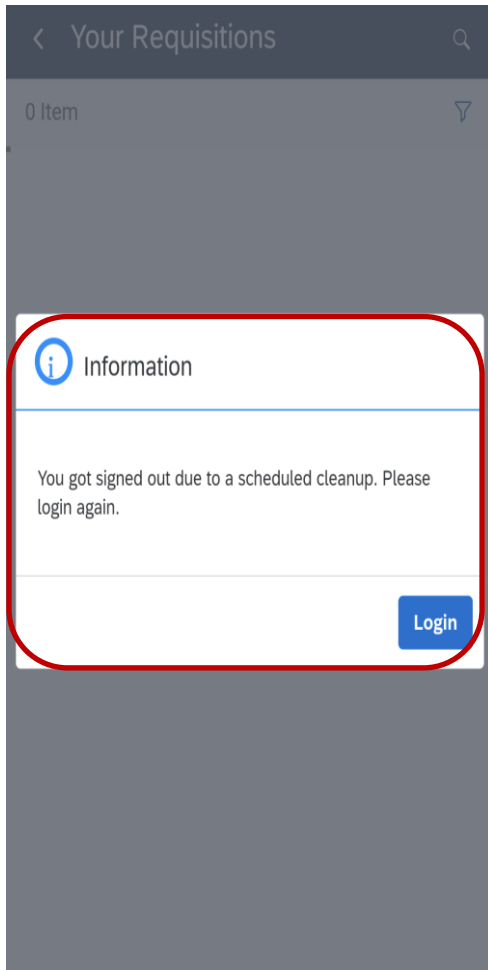 Your Requisitions
0 Item
Information
You got signed out due to a scheduled cleanup. Please
login again.
Login